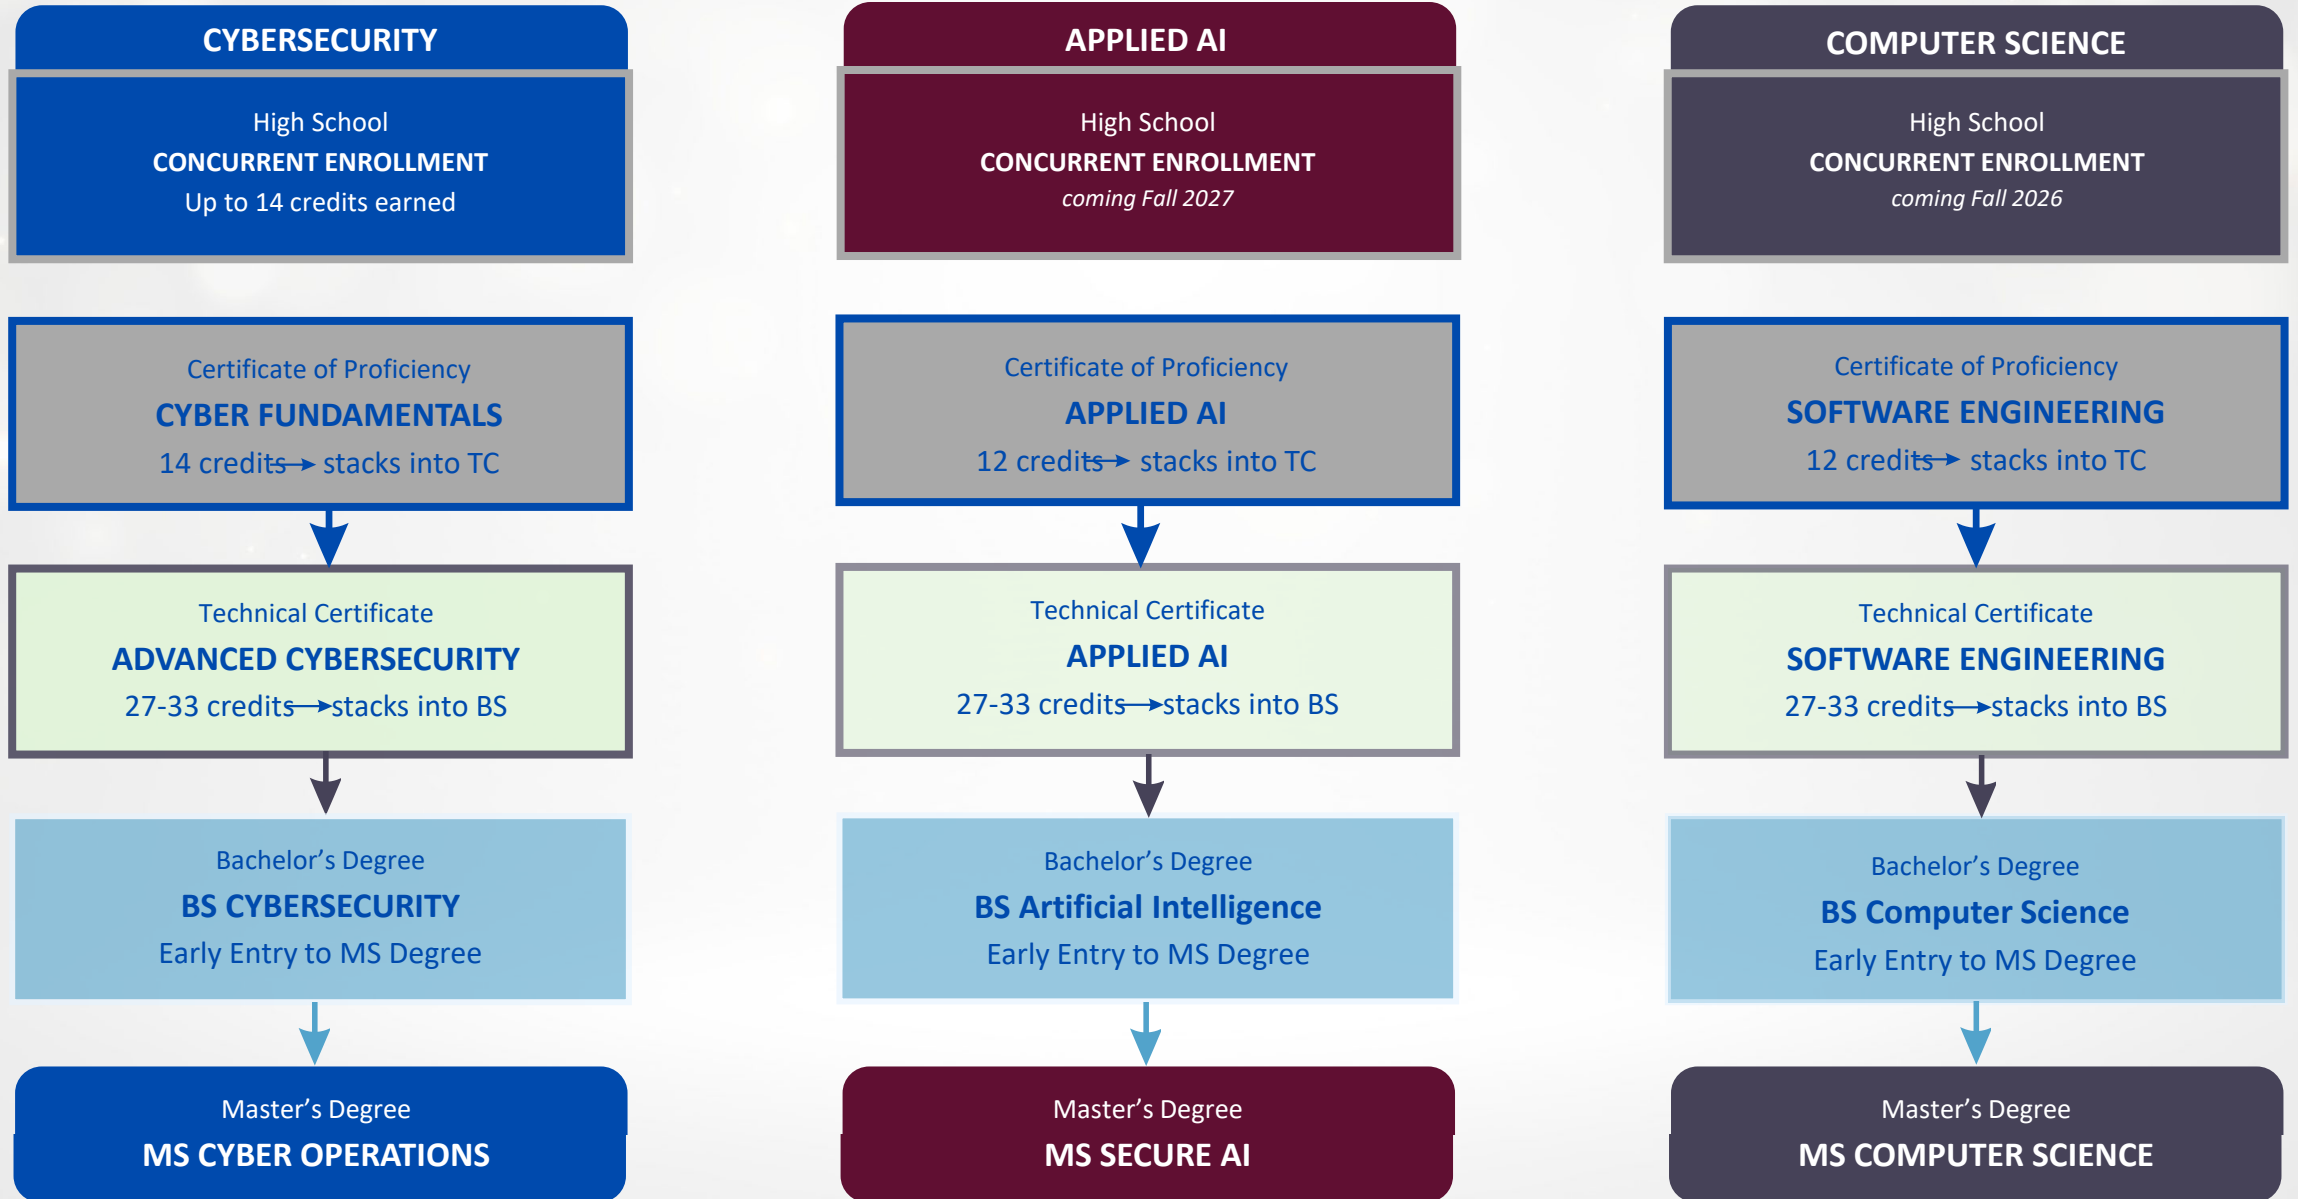 CYBERSECURITY
High School
CONCURRENT ENROLLMENT
Up to 14 credits earned
Certificate of Proficiency
CYBER FUNDAMENTALS
14 credits → stacks into TC
Technical Certificate
ADVANCED CYBERSECURITY
27-33 credits → stacks into BS
Bachelor’s Degree
BS CYBERSECURITY
Early Entry to MS Degree
Master’s Degree
MS CYBER OPERATIONS
APPLIED AI
High School
CONCURRENT ENROLLMENT
coming Fall 2027
Certificate of Proficiency
APPLIED AI
12 credits → stacks into TC
Technical Certificate
APPLIED AI
27-33 credits → stacks into BS
Bachelor’s Degree
BS Artificial Intelligence
Early Entry to MS Degree
Master’s Degree
MS SECURE AI
COMPUTER SCIENCE
High School
CONCURRENT ENROLLMENT
coming Fall 2026
Certificate of Proficiency
SOFTWARE ENGINEERING
12 credits → stacks into TC
Technical Certificate
SOFTWARE ENGINEERING
27-33 credits → stacks into BS
Bachelor’s Degree
BS Computer Science
Early Entry to MS Degree
Master’s Degree
MS COMPUTER SCIENCE